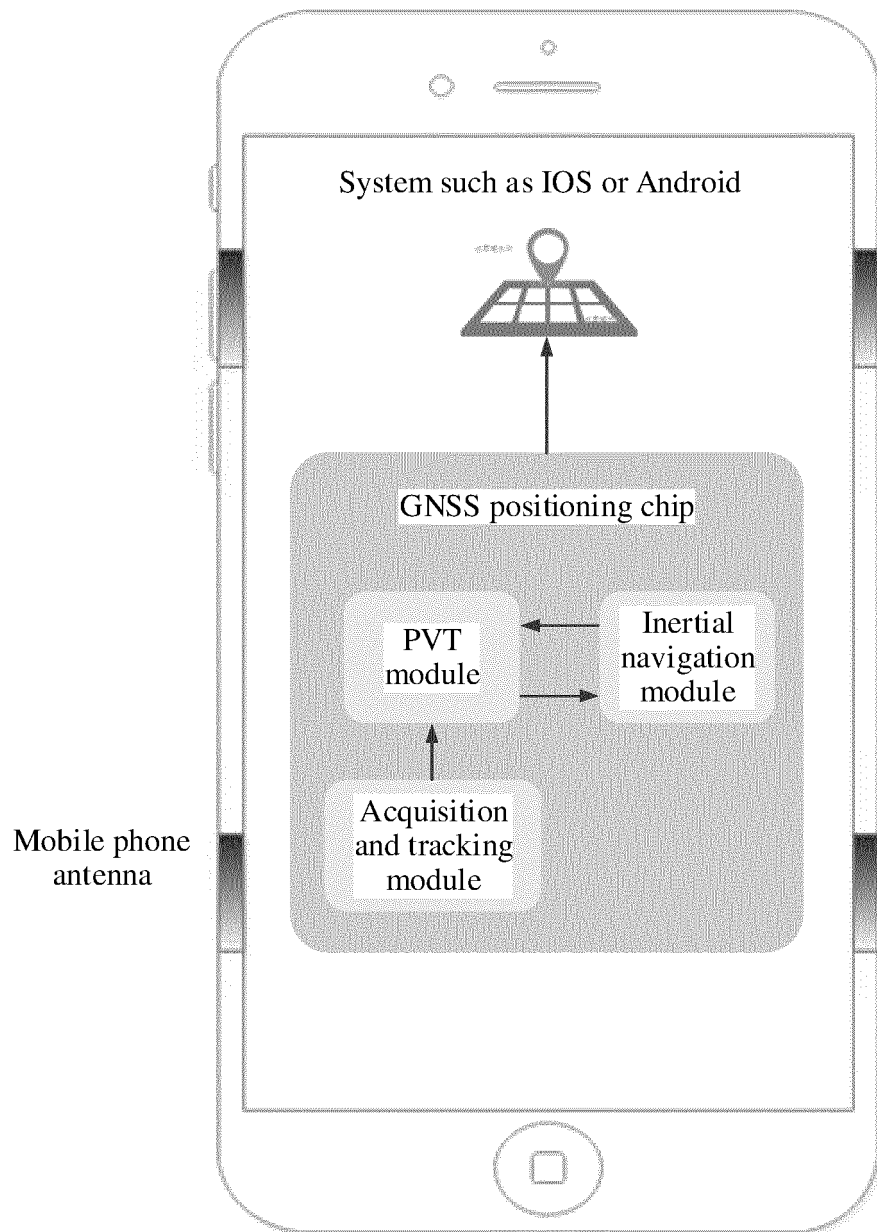 System such as IOS or Android
GNSS positioning chip
PVT
module
Inertial
navigation
module
Acquisition
and tracking
module
Mobile phone
antenna